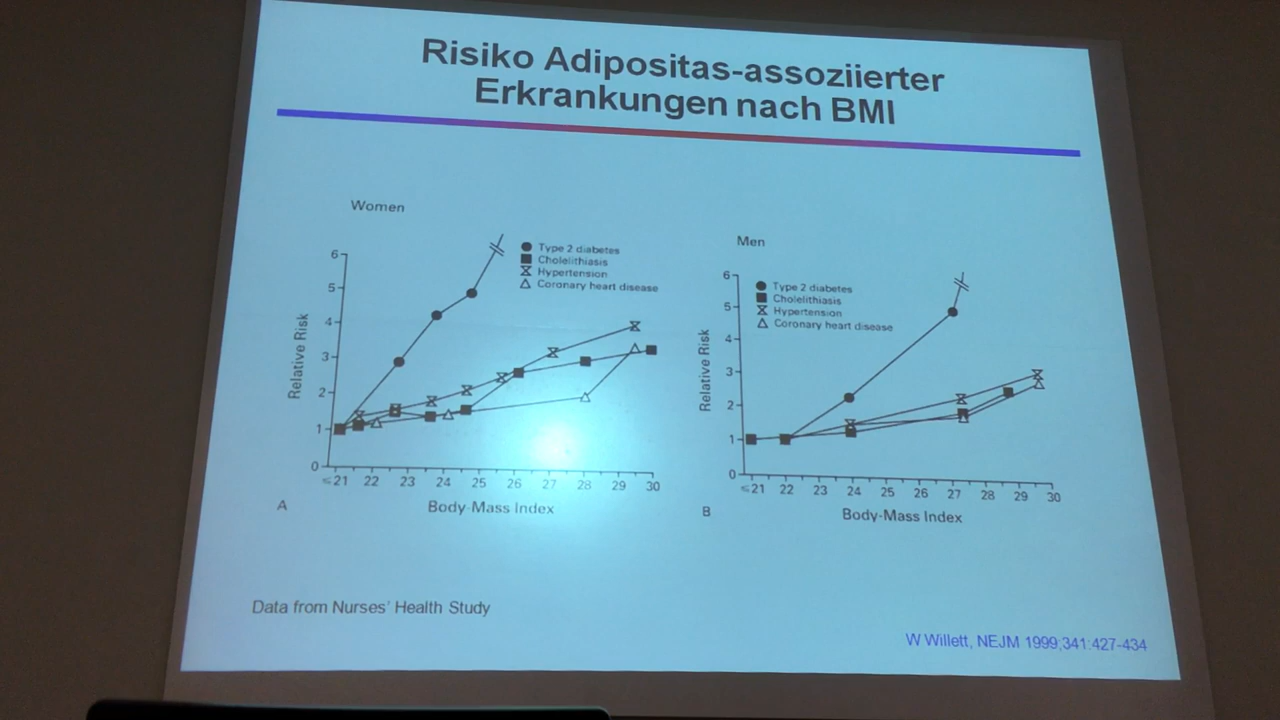 Risiko Adipositas-assoziierter
Erkrankungen nach BMI
Women
Type 2 diabetes
Cholelithiasis
Hypertension
Coronary heart disease
Relative Risk
6
5
4
3
2
1
0
≤21 22 23 24 25 26 27 28 29 30
Body-Mass Index
A
Men
Type 2 diabetes
Cholelithiasis
Hypertension
Coronary heart disease
Relative Risk
6
5
4
3
2
1
0
≤21 22 23 24 25 26 27 28 29 30
Body-Mass Index
B
Data from Nurses' Health Study
W Willett, NEJM 1999;341:427-434